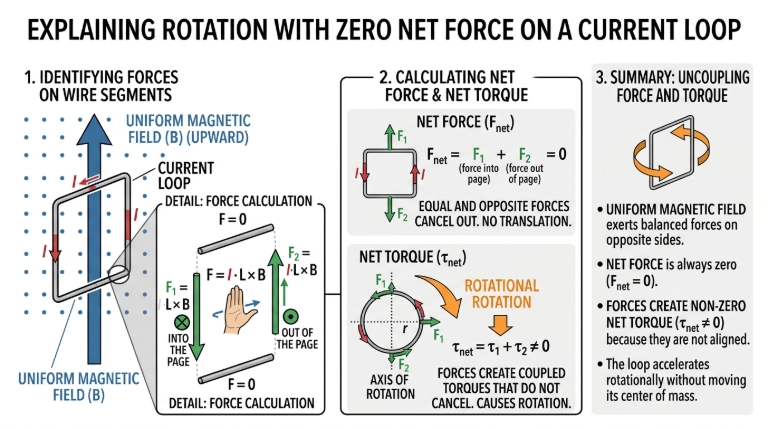 EXPLAINING ROTATION WITH ZERO NET FORCE ON A CURRENT LOOP
1. IDENTIFYING FORCES
ON WIRE SEGMENTS
UNIFORM MAGNETIC
FIELD (B) (UPWARD)
CURRENT
LOOP
I
I
UNIFORM MAGNETIC
FIELD (B)
DETAIL: FORCE CALCULATION
F = 0
F₁ =
I·L×B
F = I·L×B
F₂ =
I·L×B
INTO
THE PAGE
OUT OF
THE PAGE
F = 0
DETAIL: FORCE CALCULATION
2. CALCULATING NET
FORCE & NET TORQUE
NET FORCE (Fnet)
F₁
I
I
F₂
Fnet = F₁ + F₂ = 0
(force into page) (force out of page)
EQUAL AND OPPOSITE FORCES
CANCEL OUT. NO TRANSLATION.
NET TORQUE (τnet)
F₁
r
F₁
F₂
AXIS OF
ROTATION
ROTATIONAL
ROTATION
τnet = τ₁ + τ₂ ≠ 0
FORCES CREATE COUPLED
TORQUES THAT DO NOT
CANCEL. CAUSES ROTATION.
3. SUMMARY: UNCOUPLING
FORCE AND TORQUE
• UNIFORM MAGNETIC FIELD
exerts balanced forces on
opposite sides.
• NET FORCE is always zero
(Fnet = 0).
• FORCES CREATE NON-ZERO
NET TORQUE (τnet ≠ 0)
because they are not aligned.
• The loop accelerates
rotationally without moving
its center of mass.